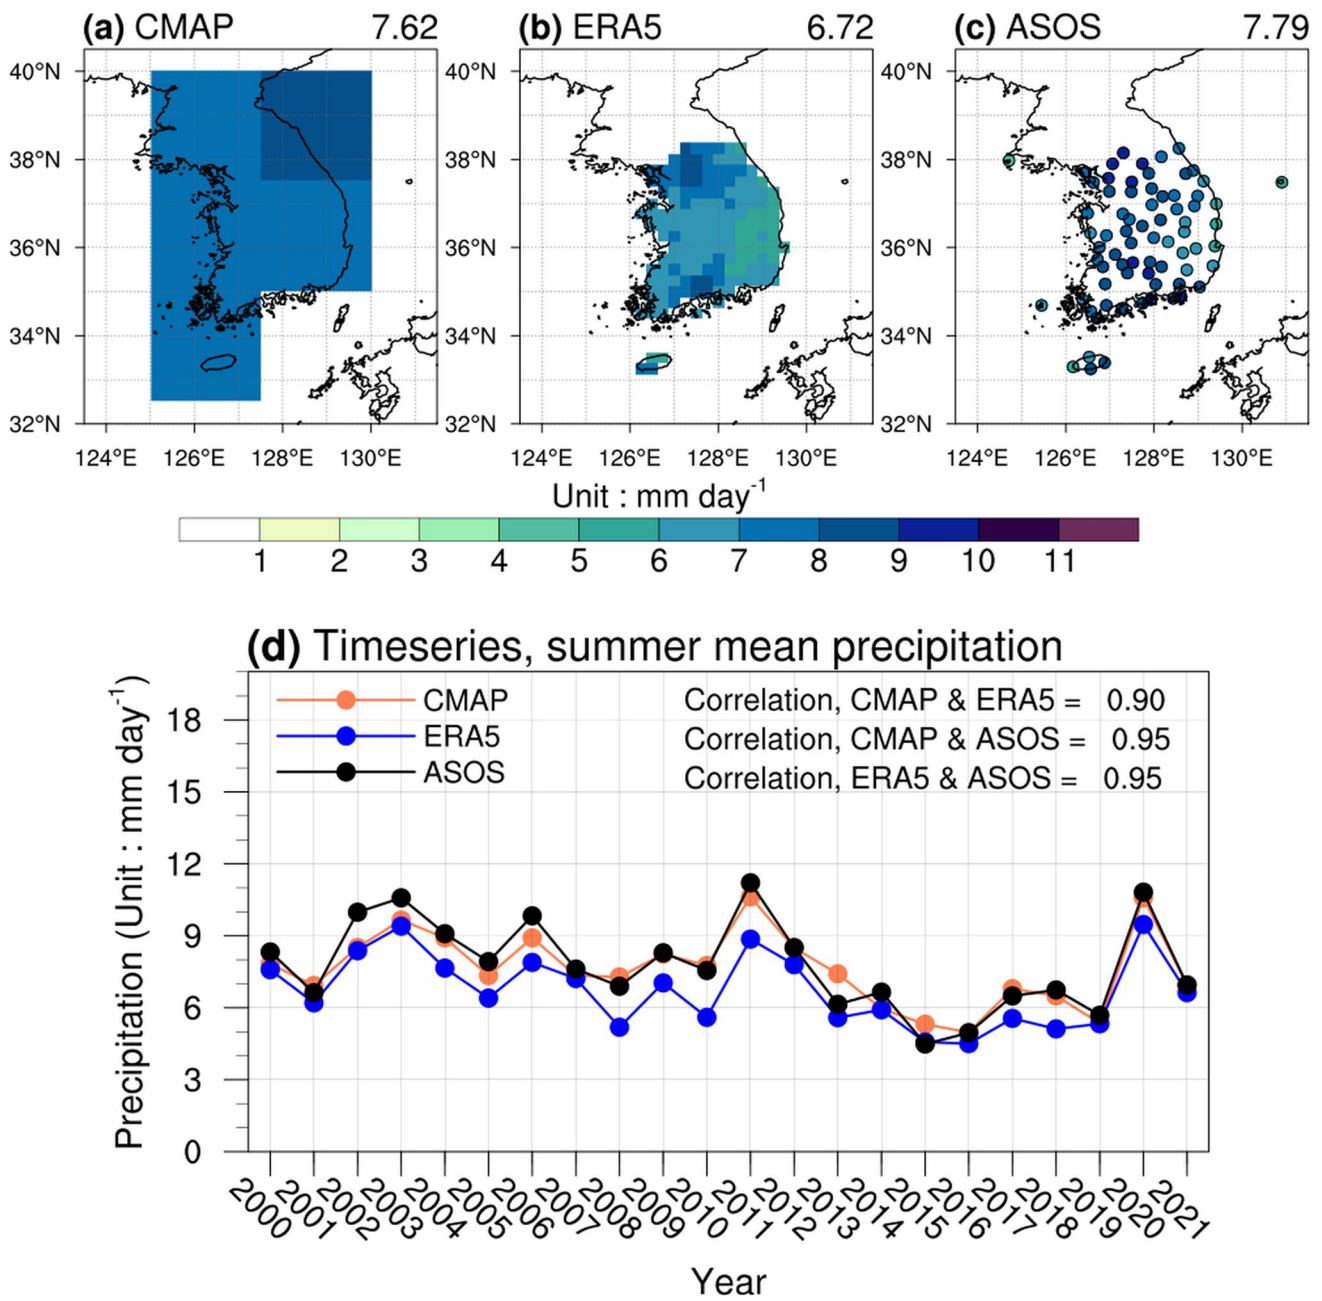 (a) CMAP 7.62
(b) ERA5 6.72
(c) ASOS 7.79
40°N 40°N 40°N
38°N 38°N 38°N
36°N 36°N 36°N
34°N 34°N 34°N
32°N 32°N 32°N
124°E 126°E 128°E 130°E 124°E 126°E 128°E 130°E 124°E 126°E 128°E 130°E
Unit : mm day-1
1 2 3 4 5 6 7 8 9 10 11
(d) Timeseries, summer mean precipitation
CMAP
ERA5
ASOS
Correlation, CMAP & ERA5 = 0.90
Correlation, CMAP & ASOS = 0.95
Correlation, ERA5 & ASOS = 0.95
Precipitation (Unit : mm day-1)
18
15
12
9
6
3
0
2000 2001 2002 2003 2004 2005 2006 2007 2008 2009 2010 2011 2012 2013 2014 2015 2016 2017 2018 2019 2020 2021
Year